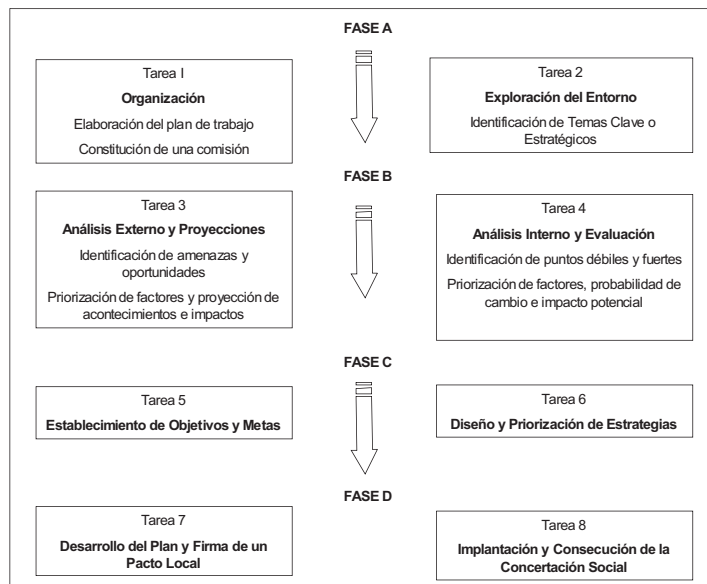 FASE A
Tarea I
Organización
Elaboración del plan de trabajo
Constitución de una comisión
Tarea 2
Exploración del Entorno
Identificación de Temas Clave o
Estratégicos
FASE B
Tarea 3
Análisis Externo y Proyecciones
Identificación de amenazas y
oportunidades
Priorización de factores y proyección de
acontecimientos e impactos
Tarea 4
Análisis Interno y Evaluación
Identificación de puntos débiles y fuertes
Priorización de factores, probabilidad de
cambio e impacto potencial
FASE C
Tarea 5
Establecimiento de Objetivos y Metas
Tarea 6
Diseño y Priorización de Estrategias
FASE D
Tarea 7
Desarrollo del Plan y Firma de un
Pacto Local
Tarea 8
Implantación y Consecución de la
Concertación Social